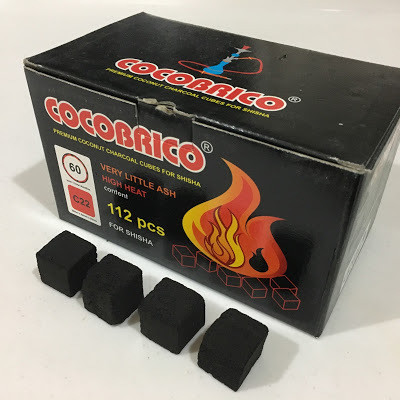 COCOBRICO®
PREMIUM COCONUT CHARCOAL CUBES FOR SHISHA
COCOBRICO®
PREMIUM COCONUT CHARCOAL CUBES FOR SHISHA
60
C22
VERY LITTLE ASH
HIGH HEAT
content
112 pcs
FOR SHISHA